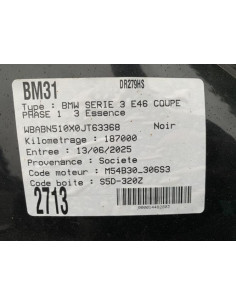 BM31
DR279HS
Type : BMW SERIE 3 E46 COUPE
PHASE 1 3 Essence
WBABN510X0JT63368 Noir
Kilometrage : 187000
Entree : 13/06/2025
Provenance : Societe
Code moteur : M54B30_306S3
Code boite : S5D-320Z
2713